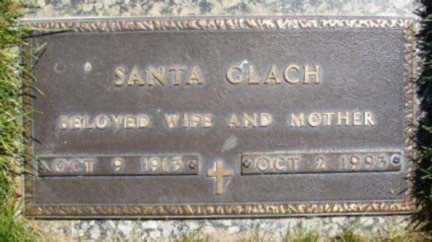 SANTA GLACH
BELOVED WIFE AND MOTHER
OCT 9 1913 OCT 2 1993